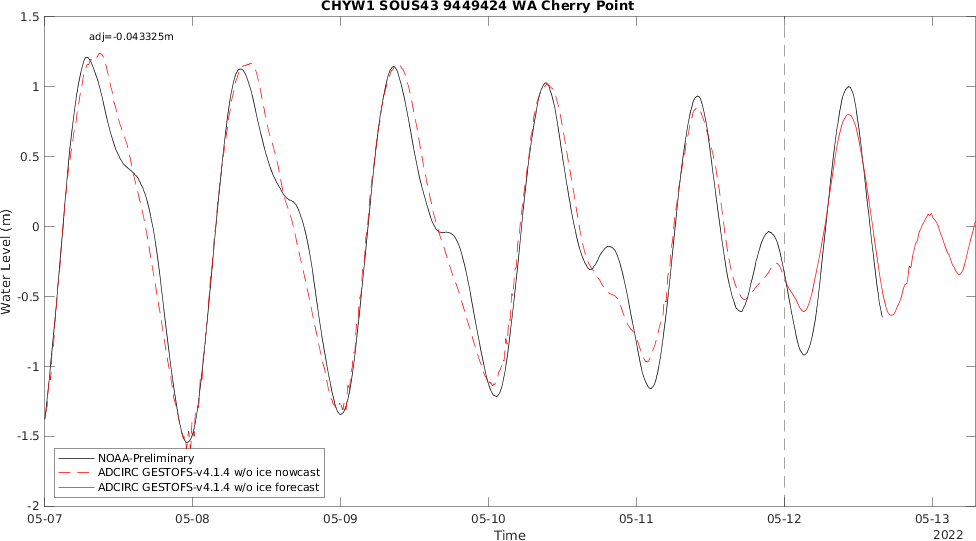 CHYW1 SOUS43 9449424 WA Cherry Point
adj=-0.043325m
1.5
1
0.5
0
-0.5
-1
-1.5
-2
Water Level (m)
NOAA-Preliminary
ADCIRC GESTOFS-v4.1.4 w/o ice nowcast
ADCIRC GESTOFS-v4.1.4 w/o ice forecast
05-07 05-08 05-09 05-10 05-11 05-12 05-13
Time
2022